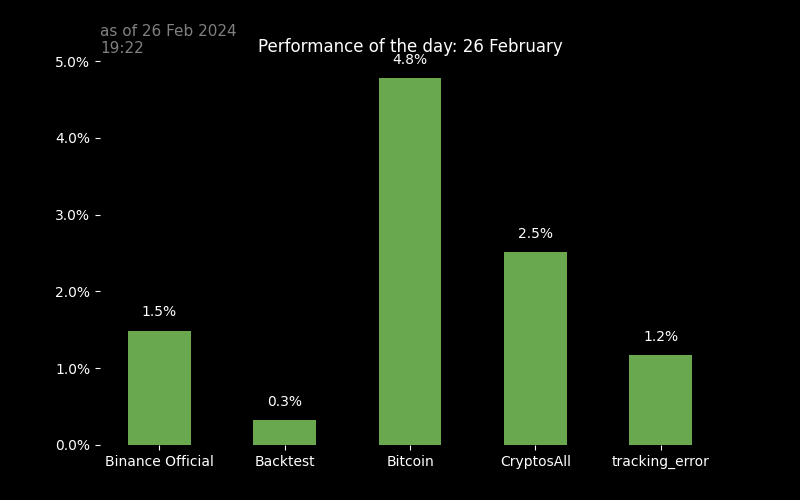 as of 26 Feb 2024
19:22
Performance of the day: 26 February
5.0%
4.0%
3.0%
2.0%
1.0%
0.0%
1.5%
0.3%
4.8%
2.5%
1.2%
Binance Official
Backtest
Bitcoin
CryptosAll
tracking_error